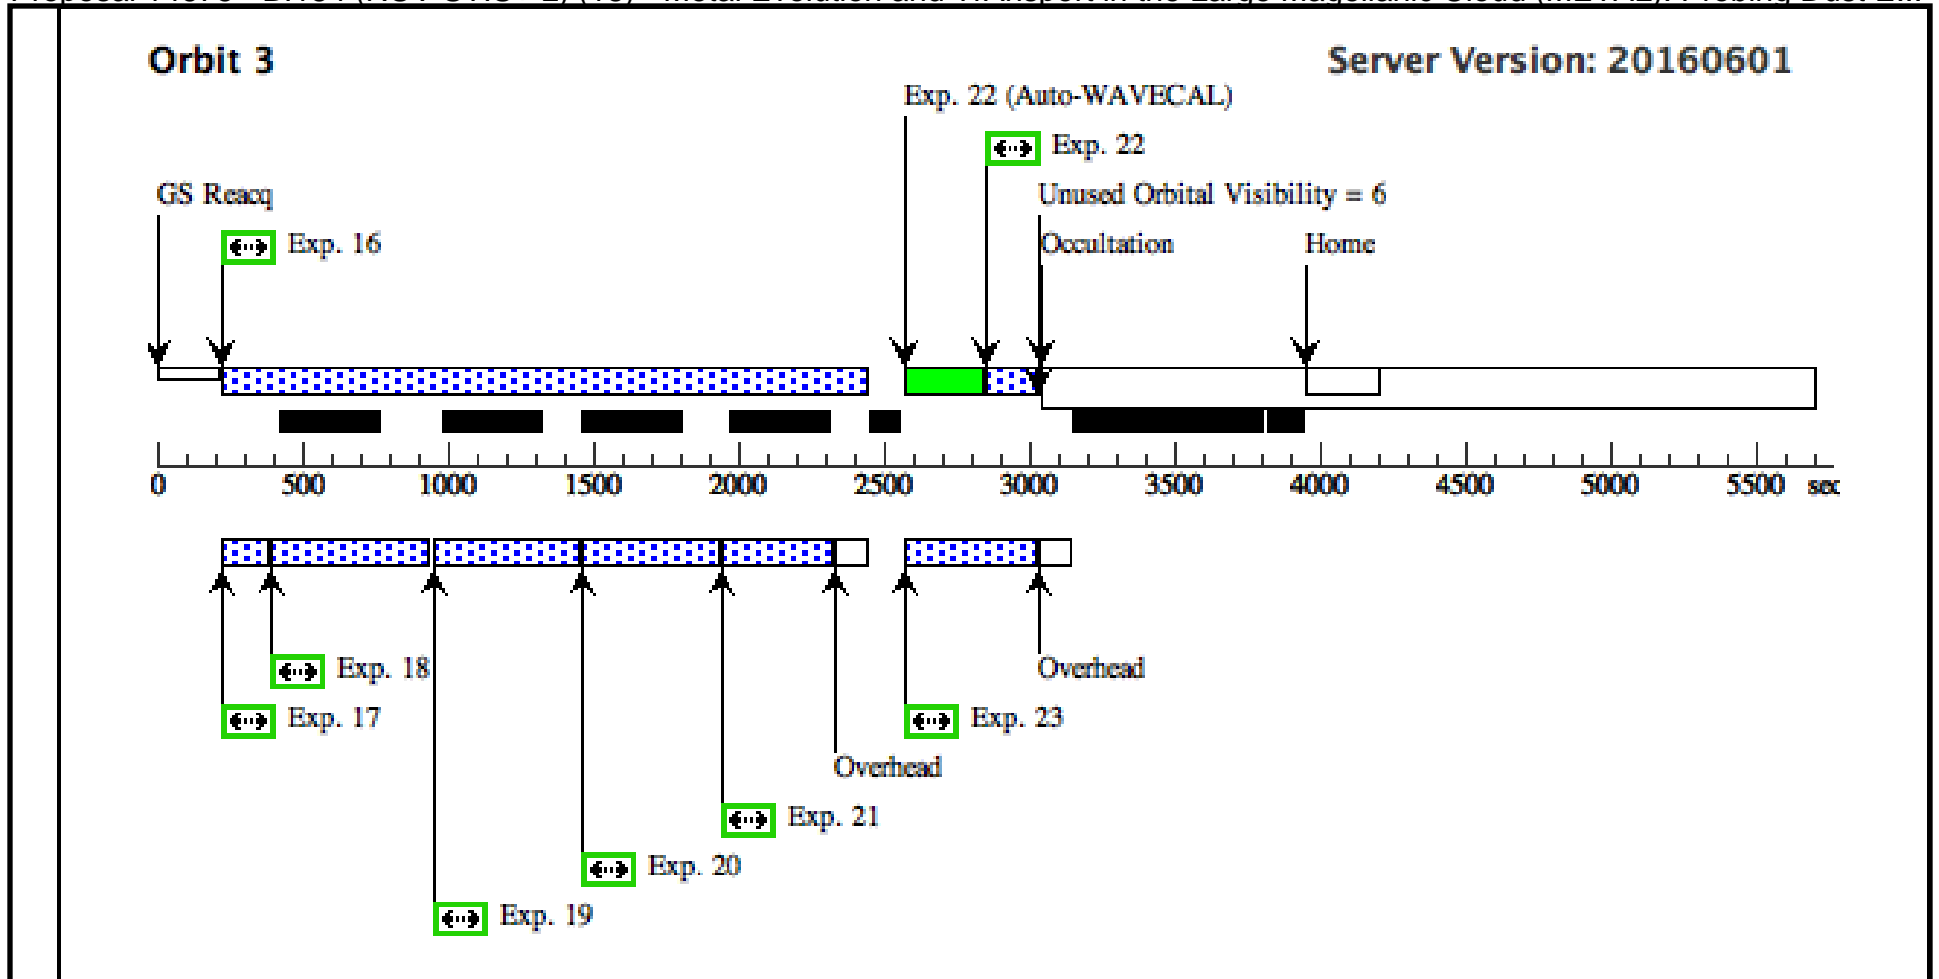 Orbit 3
Server Version: 20160601
Exp. 22 (Auto-WAVECAL)
Exp. 22
GS Reacq
Unused Orbital Visibility = 6
Exp. 16
Occultation
Home
0 500 1000 1500 2000 2500 3000 3500 4000 4500 5000 5500 sec
Exp. 18
Overhead
Exp. 17
Exp. 23
Overhead
Exp. 21
Exp. 20
Exp. 19